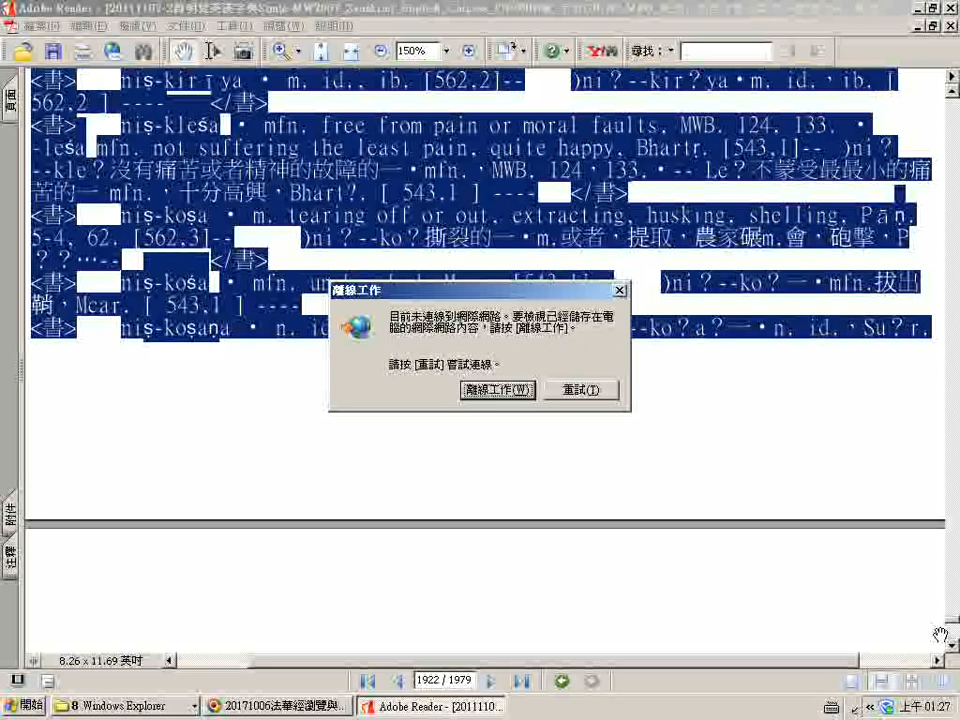 檔案(F) 編輯(E) 檢視(V) 文件(D) 工具(T) 視窗(W) 說明(H)
150% 尋找：
頁面
<書> niṣ-kir ī ya • m. id., ib. [562,2]-- )ni？--kir？ya•m. id.，ib. [
562,2 ] ---- </書>
<書> niṣ-kleśa • mfn. free from pain or moral faults, MWB. 124, 133. •
-leśa mfn. not suffering the least pain, quite happy, Bhartṛ. [543,1]-- )ni？
--kle？沒有痛苦或者精神的故障的一•mfn.，MWB. 124，133.•-- Le？不蒙受最最小的痛
苦的一 mfn.，十分高興，Bhart?. [ 543,1 ] ---- </書>
<書> niṣ-koṣa • m. tearing off or out, extracting, husking, shelling, Pāṇ.
5-4, 62. [562,3]-- )ni？--ko？撕裂的一•m.或者，提取，農家碾m.會，砲擊，P
？？…-- </書>
<書> niṣ-kośa • mfn. )ni？--ko？一•mfn.拔出
鞘，Mcar. [ 543,1 ] ----
<書> niṣ-koṣaṇa • n. id --ko？a？一•n. id.，Su？r.
離線工作
目前未連線到網際網路。要檢視已經儲存在電
腦的網際網路內容，請按 [離線工作]。
請按 [重試] 嘗試連線。
離線工作(W) 重試(T)
附件
注釋
8.26 x 11.69 英吋
1922 / 1979
開始 8 Windows Explorer 20171006法華經瀏覽與... Adobe Reader - [2011110... 上午 01:27